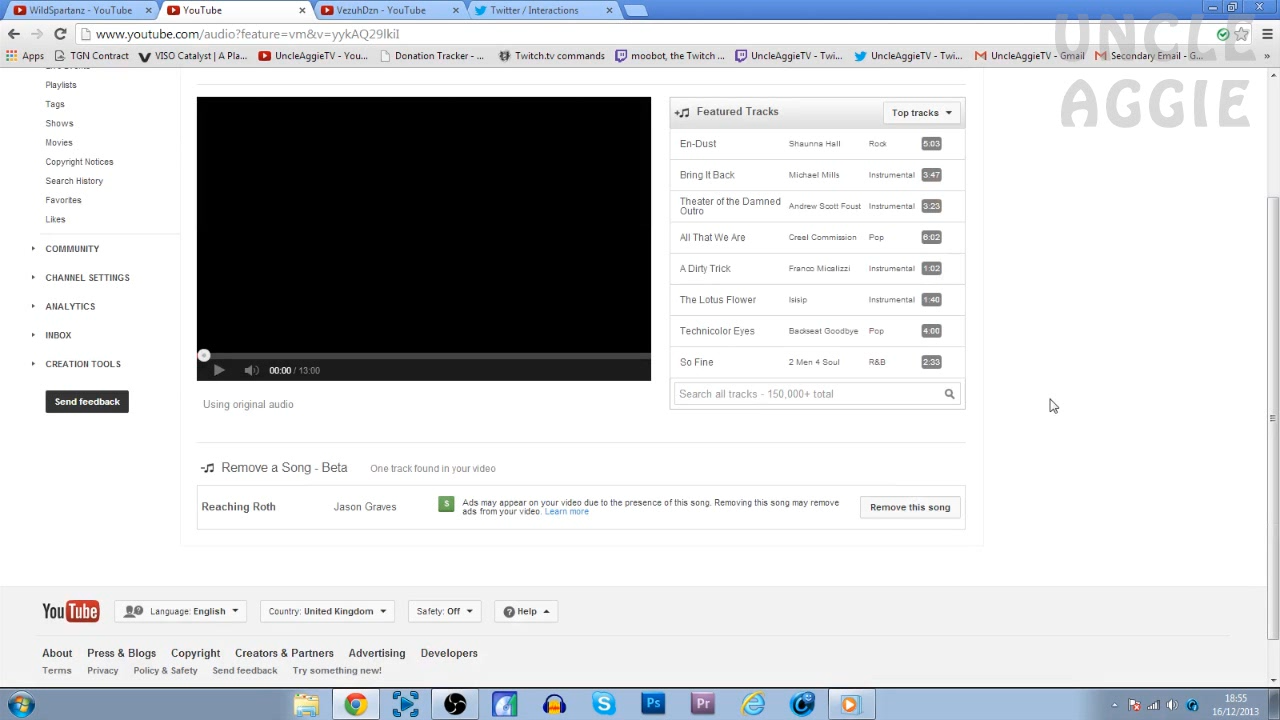 WildSpartanz - YouTube
YouTube
VezuhDzn - YouTube
Twitter / Interactions
www.youtube.com/audio?feature=vm&v=yykAQ29lkiI
Apps
TGN Contract
VISO Catalyst | A Pla...
UncleAggieTV - You...
Donation Tracker - ...
Twitch.tv commands
moobot, the Twitch ...
UncleAggieTV - Twi...
UncleAggieTV - Twi...
UncleAggieTV - Gmail
Secondary Email - G...
»
UNCLE
AGGIE
Playlists
Tags
Shows
Movies
Copyright Notices
Search History
Favorites
Likes
COMMUNITY
CHANNEL SETTINGS
ANALYTICS
INBOX
CREATION TOOLS
Send feedback
00:00 / 13:00
Using original audio
Featured Tracks
Top tracks
En-Dust Shaunna Hall Rock 5:03
Bring It Back Michael Mills Instrumental 3:47
Theater of the Damned
Outro Andrew Scott Foust Instrumental 3:23
All That We Are Creel Commission Pop 6:02
A Dirty Trick Franco Micalizzi Instrumental 1:02
The Lotus Flower Isisip Instrumental 1:40
Technicolor Eyes Backseat Goodbye Pop 4:00
So Fine 2 Men 4 Soul R&B 2:33
Search all tracks - 150,000+ total
Remove a Song - Beta One track found in your video
Reaching Roth Jason Graves
$
Ads may appear on your video due to the presence of this song. Removing this song may remove
ads from your video. Learn more
Remove this song
YouTube
Language: English
Country: United Kingdom
Safety: Off
Help
About Press & Blogs Copyright Creators & Partners Advertising Developers
Terms Privacy Policy & Safety Send feedback Try something new!
Ps
Pr
18:55
16/12/2013